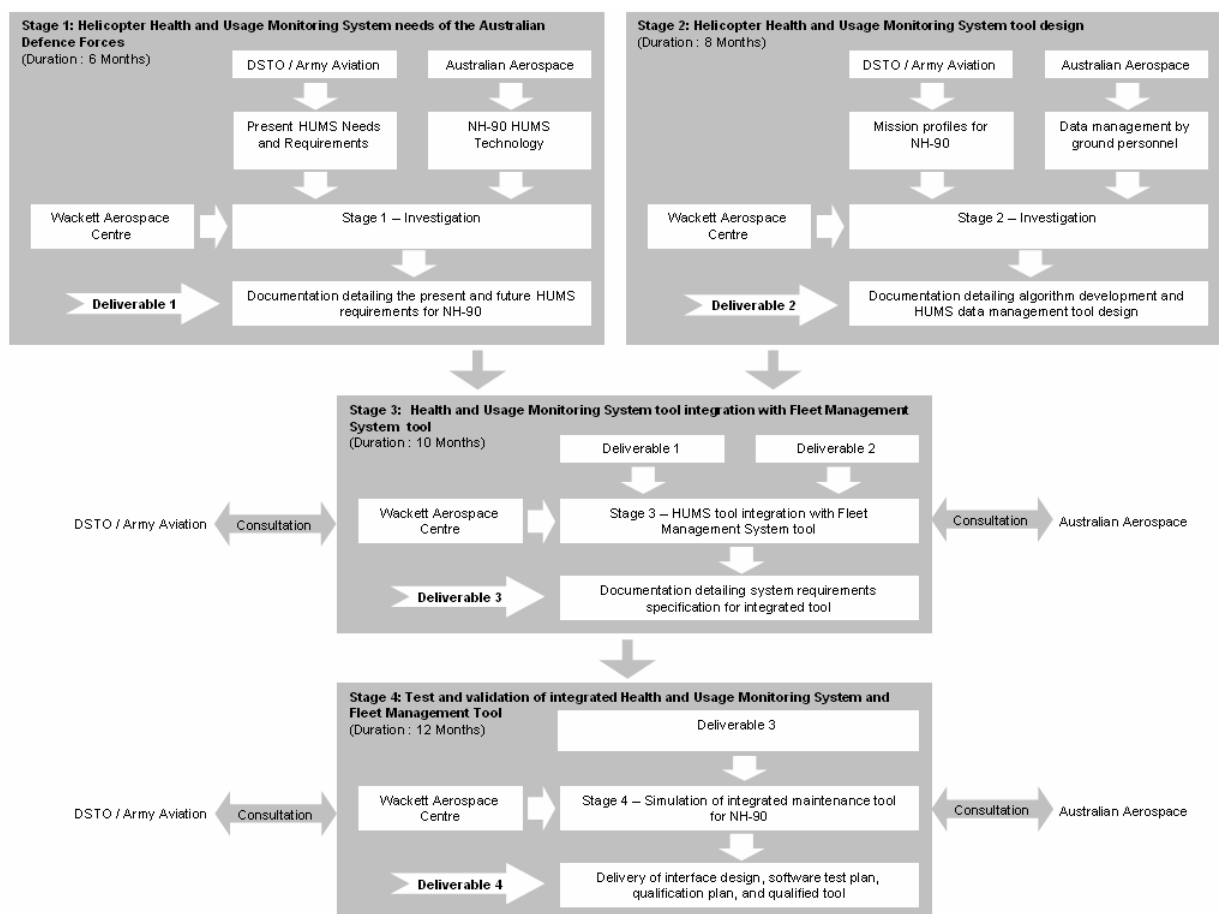 Stage 1: Helicopter Health and Usage Monitoring System needs of the Australian
Defence Forces
(Duration : 6 Months)
DSTO / Army Aviation
Australian Aerospace
Present HUMS Needs
and Requirements
NH-90 HUMS
Technology
Wackett Aerospace
Centre
Stage 1 – Investigation
Deliverable 1
Documentation detailing the present and future HUMS
requirements for NH-90
Stage 2: Helicopter Health and Usage Monitoring System tool design
(Duration : 8 Months)
DSTO / Army Aviation
Australian Aerospace
Mission profiles for
NH-90
Data management by
ground personnel
Wackett Aerospace
Centre
Stage 2 – Investigation
Deliverable 2
Documentation detailing algorithm development and
HUMS data management tool design
Stage 3: Health and Usage Monitoring System tool integration with Fleet Management
System tool
(Duration : 10 Months)
Deliverable 1
Deliverable 2
DSTO / Army Aviation
Consultation
Wackett Aerospace
Centre
Stage 3 – HUMS tool integration with Fleet
Management System tool
Consultation
Australian Aerospace
Deliverable 3
Documentation detailing system requirements
specification for integrated tool
Stage 4: Test and validation of integrated Health and Usage Monitoring System and
Fleet Management Tool
(Duration : 12 Months)
Deliverable 3
DSTO / Army Aviation
Consultation
Wackett Aerospace
Centre
Stage 4 – Simulation of integrated maintenance tool
for NH-90
Consultation
Australian Aerospace
Deliverable 4
Delivery of interface design, software test plan,
qualification plan, and qualified tool